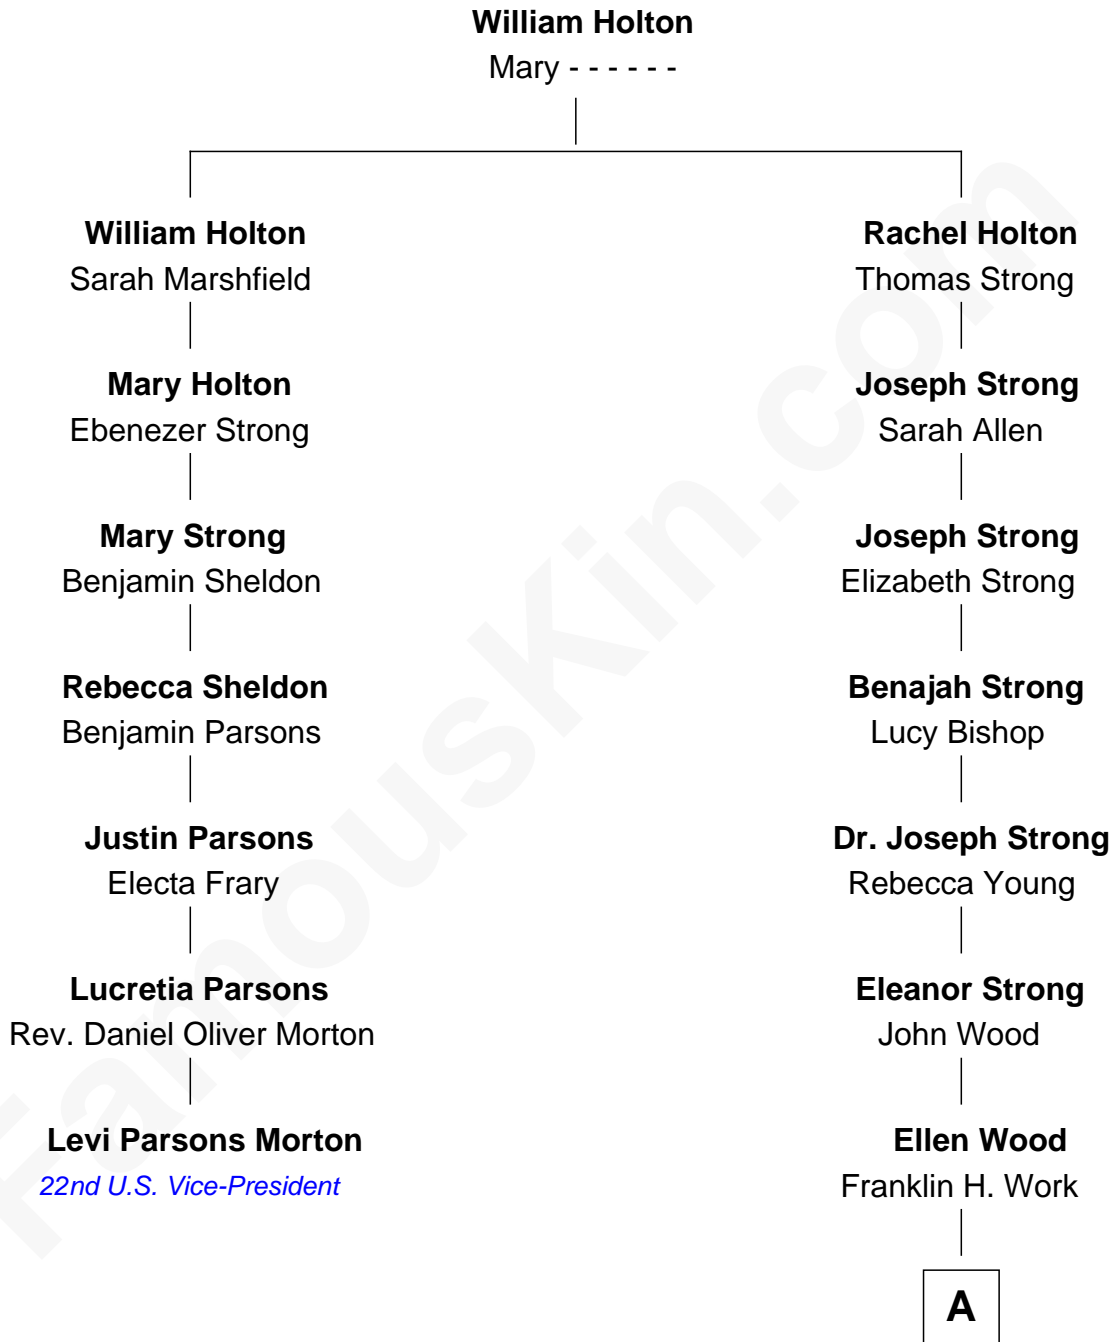 William Holton
Mary - - - - - -
William Holton
Sarah Marshfield
Mary Holton
Ebenezer Strong
Mary Strong
Benjamin Sheldon
Rebecca Sheldon
Benjamin Parsons
Justin Parsons
Electa Frary
Lucretia Parsons
Rev. Daniel Oliver Morton
Levi Parsons Morton
22nd U.S. Vice-President
Rachel Holton
Thomas Strong
Joseph Strong
Sarah Allen
Joseph Strong
Elizabeth Strong
Benajah Strong
Lucy Bishop
Dr. Joseph Strong
Rebecca Young
Eleanor Strong
John Wood
Ellen Wood
Franklin H. Work
A
FamousKin.com